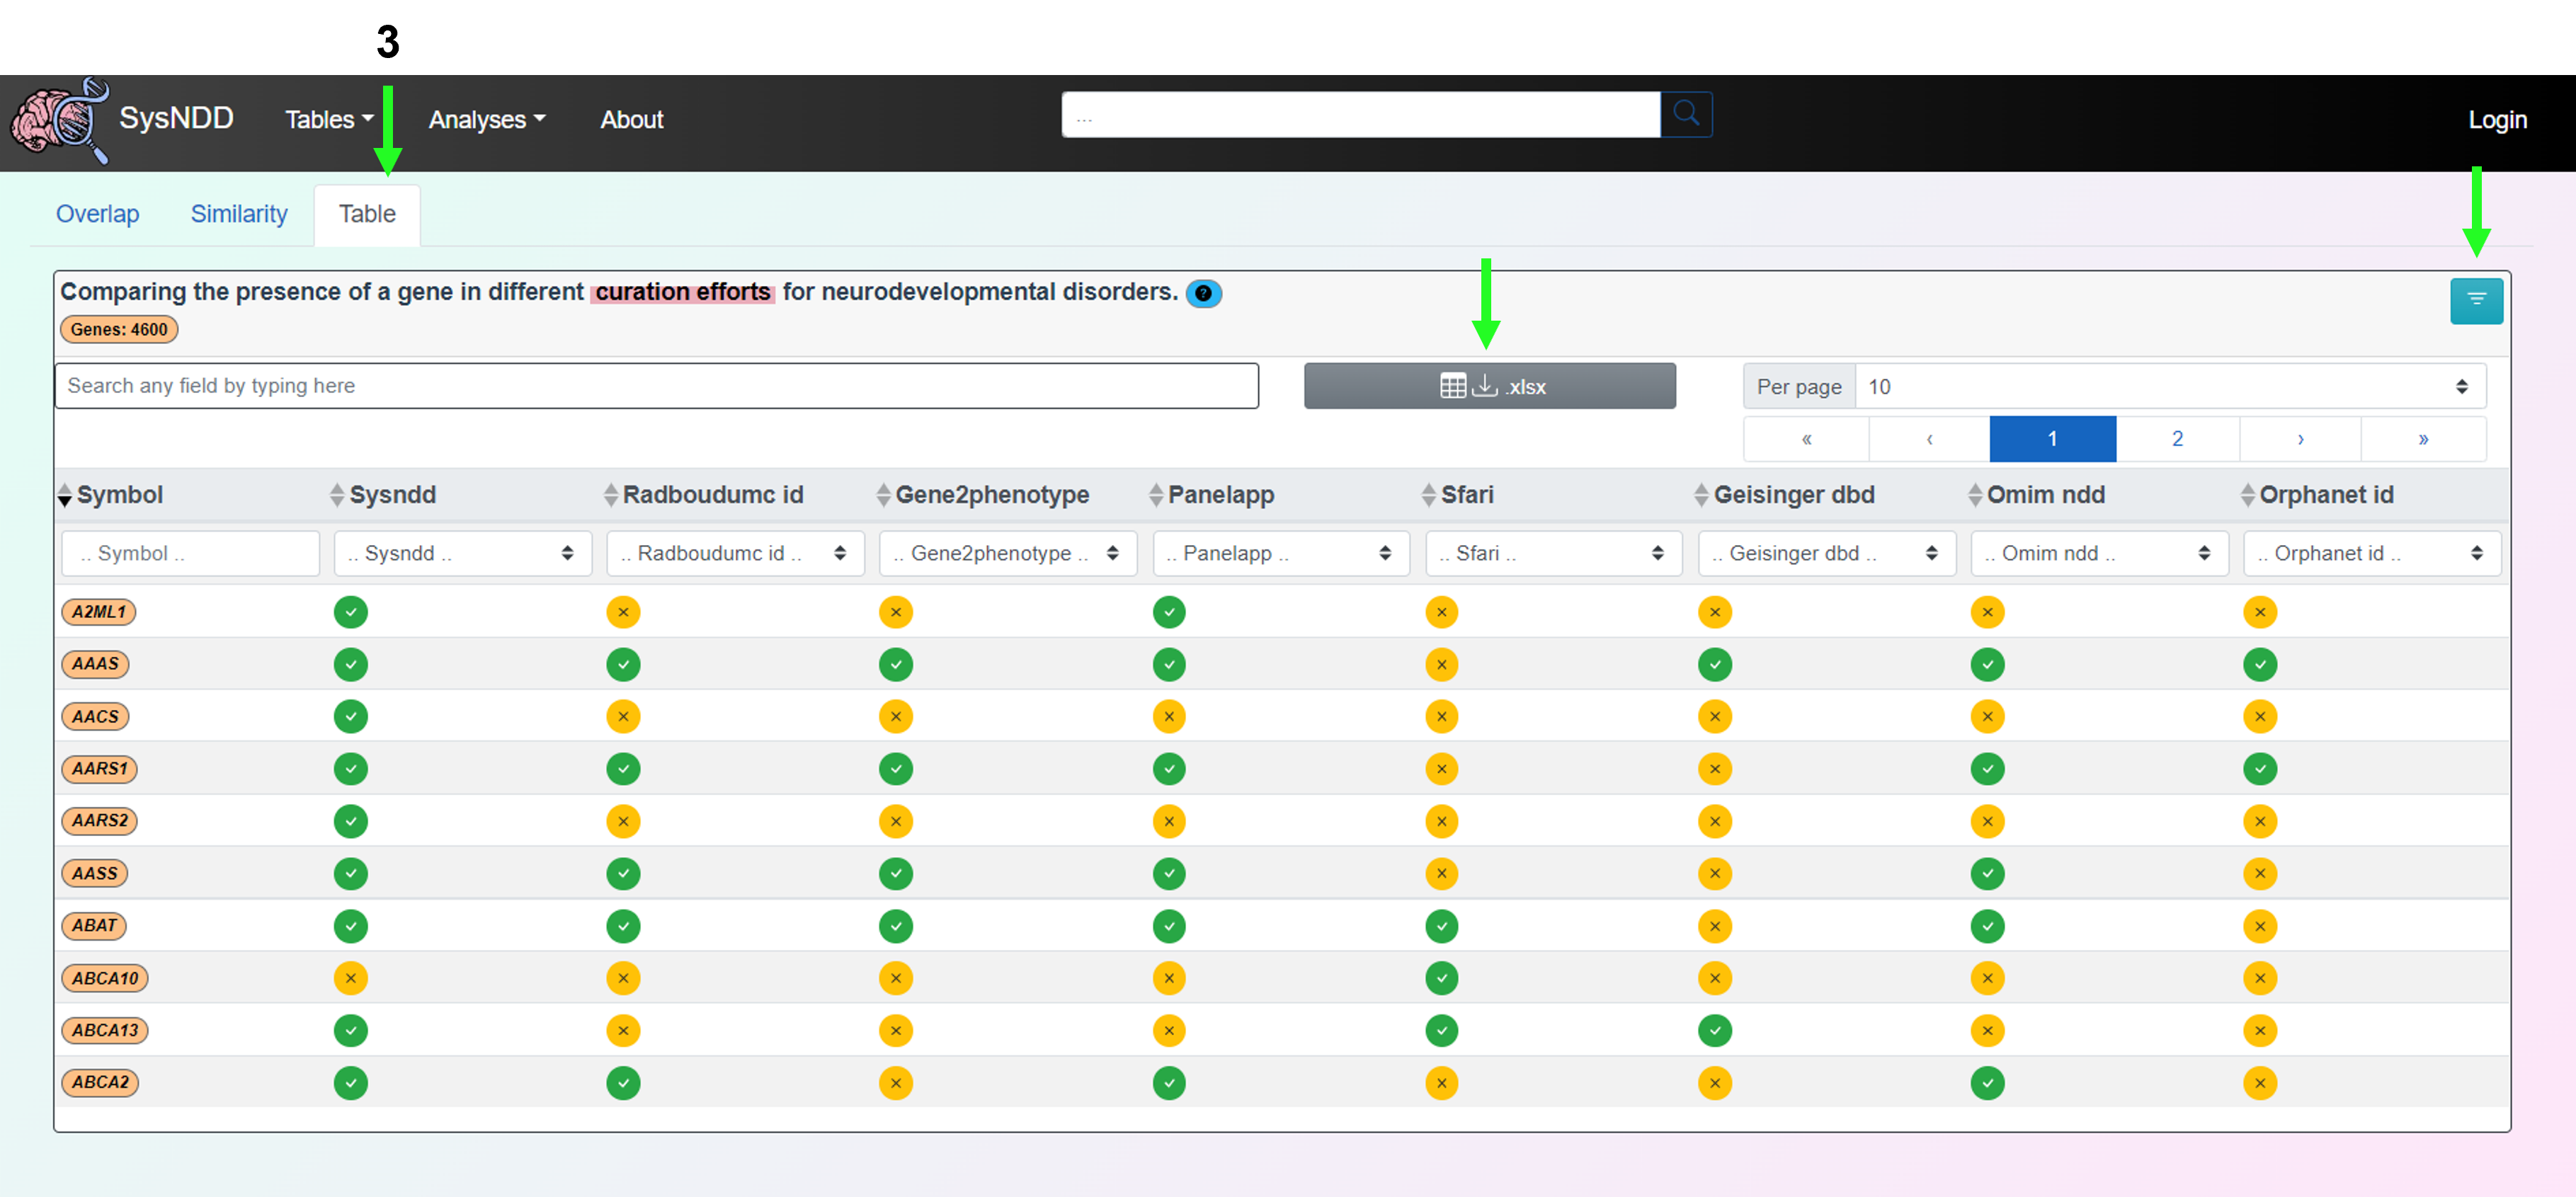 3
SysNDD Tables Analyses About ... Login
Overlap Similarity Table
Comparing the presence of a gene in different curation efforts for neurodevelopmental disorders. ?
Genes: 4600
Search any field by typing here .xlsx Per page 10
« ‹ 1 2 › »
Symbol Sysndd Radboudumc id Gene2phenotype Panelapp Sfari Geisinger dbd Omim ndd Orphanet id
.. Symbol .. .. Sysndd .. .. Radboudumc id .. .. Gene2phenotype .. .. Panelapp .. .. Sfari .. .. Geisinger dbd .. .. Omim ndd .. .. Orphanet id ..
A2ML1
AAAS
AACS
AARS1
AARS2
AASS
ABAT
ABCA10
ABCA13
ABCA2